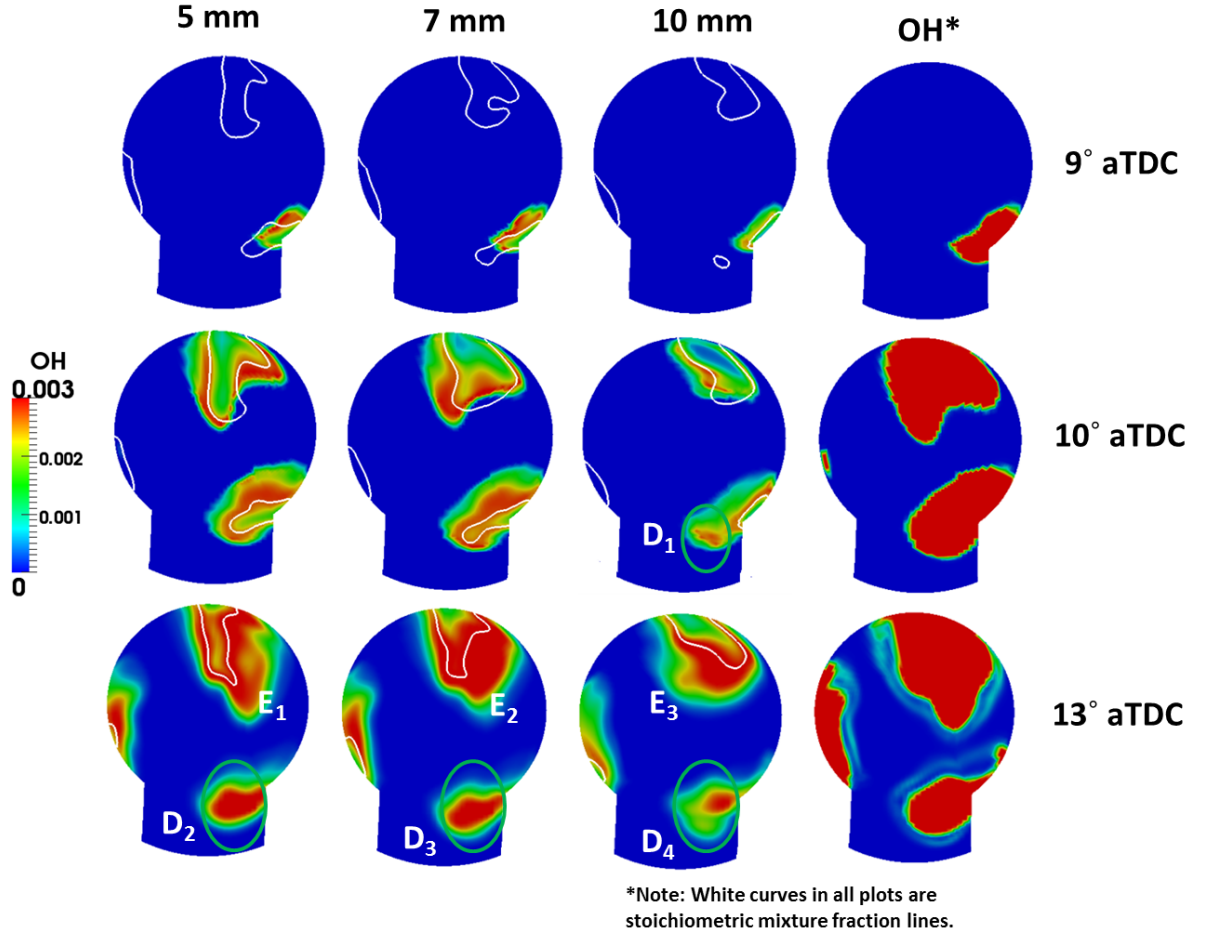 5 mm
7 mm
10 mm
OH*
9° aTDC
OH
0.003
0.002
0.001
0
10° aTDC
D1
E1
E2
E3
13° aTDC
D2
D3
D4
*Note: White curves in all plots are
stoichiometric mixture fraction lines.